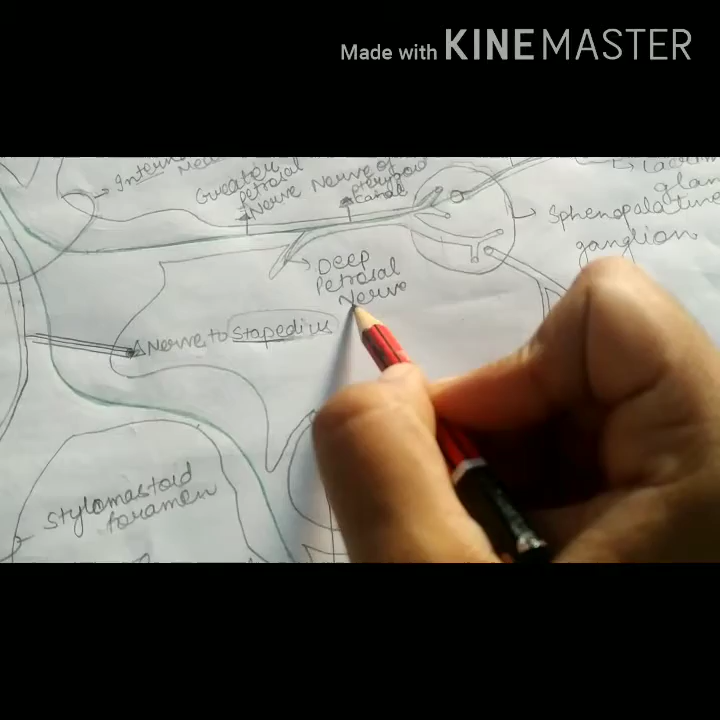 Made with KINEMASTER
Intern
Greater
petrosal
Nerve
Nerve of
pterygoid
canal
Sphenopalatine
ganglion
Deep
Petrosal
Nerve
Nerve to Stapedius
Stylomastoid
foramen